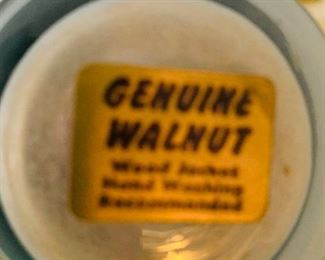 GENUINE
WALNUT
Wood Jacket
Hand Washing
Recommended